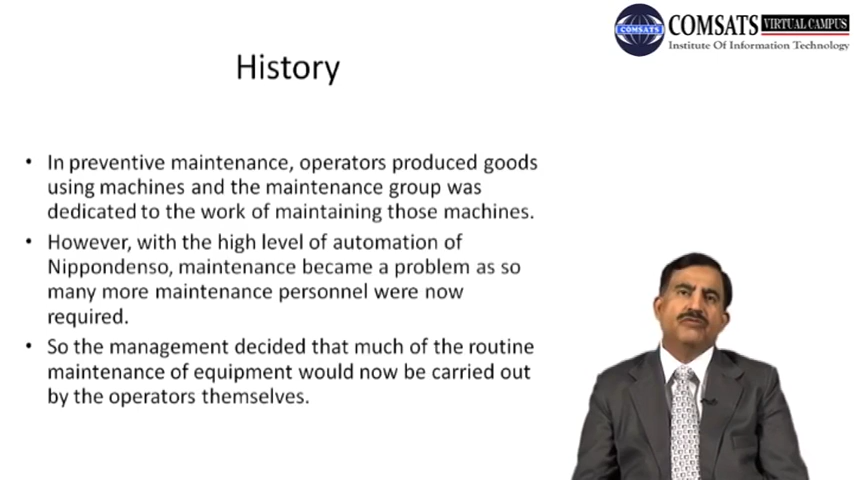 COMSATS
COMSATS VIRTUAL CAMPUS
Institute Of Information Technology
History
• In preventive maintenance, operators produced goods
using machines and the maintenance group was
dedicated to the work of maintaining those machines.
• However, with the high level of automation of
Nippondenso, maintenance became a problem as so
many more maintenance personnel were now
required.
• So the management decided that much of the routine
maintenance of equipment would now be carried out
by the operators themselves.